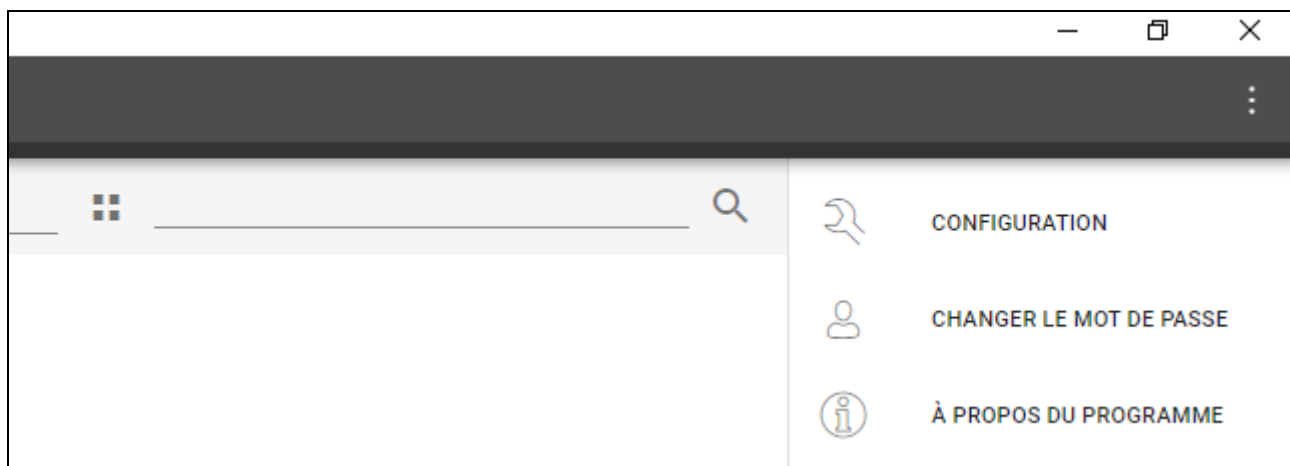 CONFIGURATION
CHANGER LE MOT DE PASSE
À PROPOS DU PROGRAMME